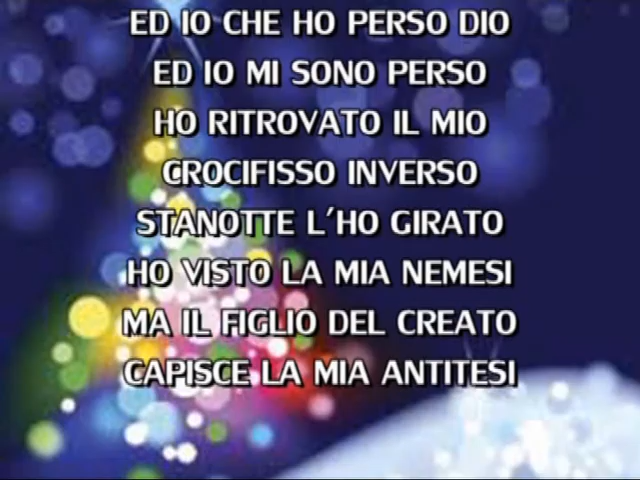 ED IO CHE HO PERSO DIO
ED IO MI SONO PERSO
HO RITROVATO IL MIO
CROCIFISSO INVERSO
STANOTTE L'HO GIRATO
HO VISTO LA MIA NEMESI
MA IL FIGLIO DEL CREATO
CAPISCE LA MIA ANTITESI